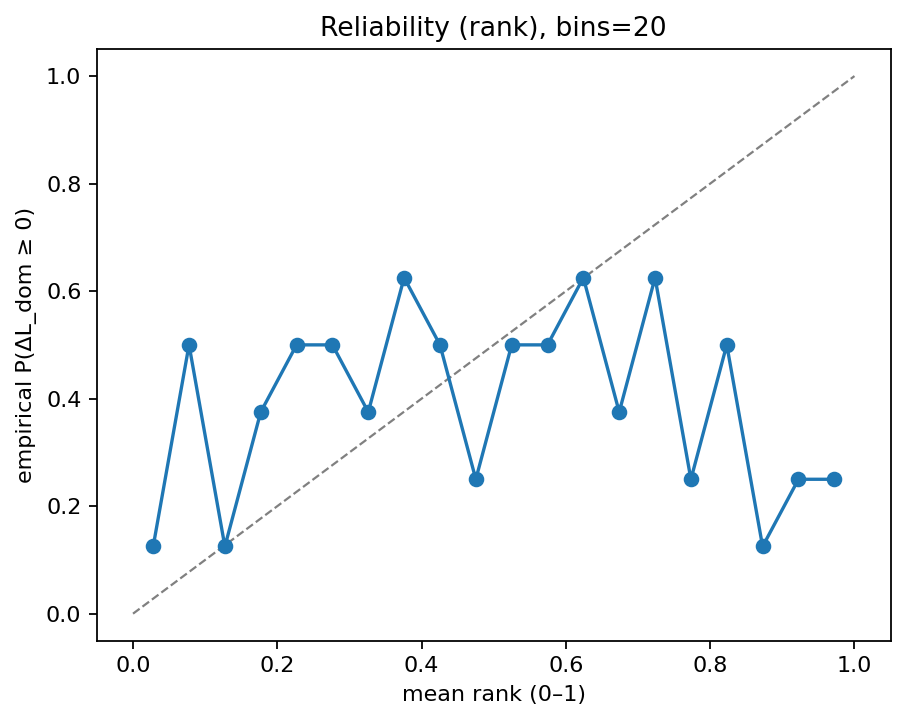 Reliability (rank), bins=20
empirical P(ΔL_dom ≥ 0)
1.0
0.8
0.6
0.4
0.2
0.0
0.0 0.2 0.4 0.6 0.8 1.0
mean rank (0–1)